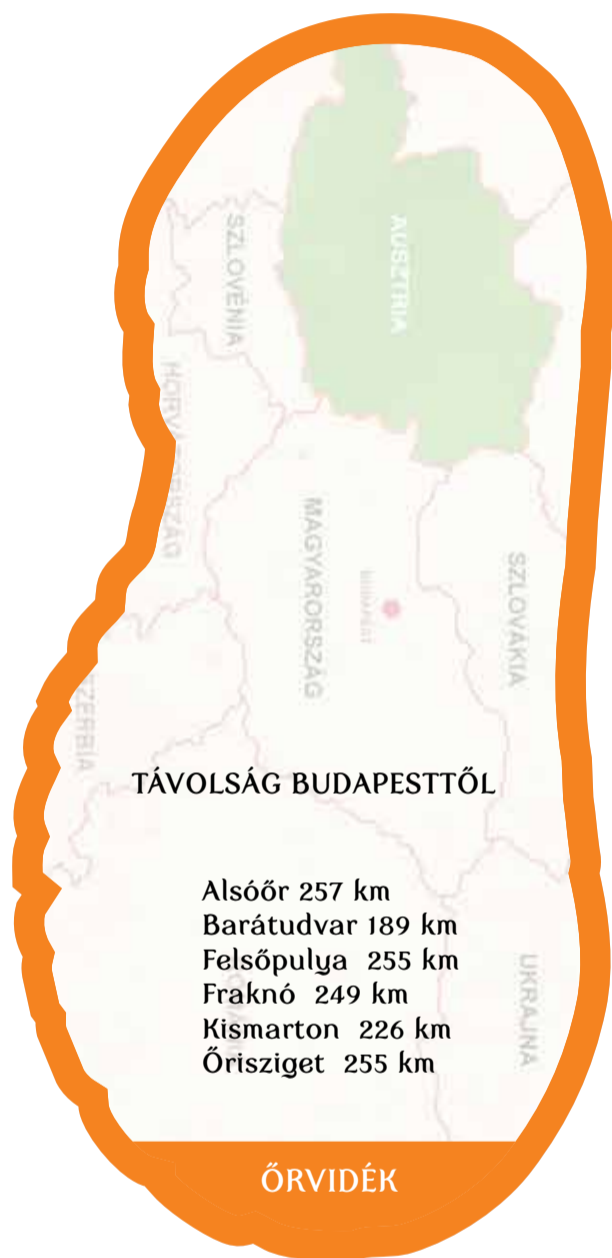 AUSZTRIA
SZLOVÉNIA
MAGYARORSZÁG
BUDAPEST
SZLOVÁKIA
UKRAJNA
TÁVOLSÁG BUDAPESTTŐL
Alsóőr 257 km
Barátudvar 189 km
Felsőpulya 255 km
Fraknó 249 km
Kismarton 226 km
Őrisziget 255 km
ŐRVIDÉK